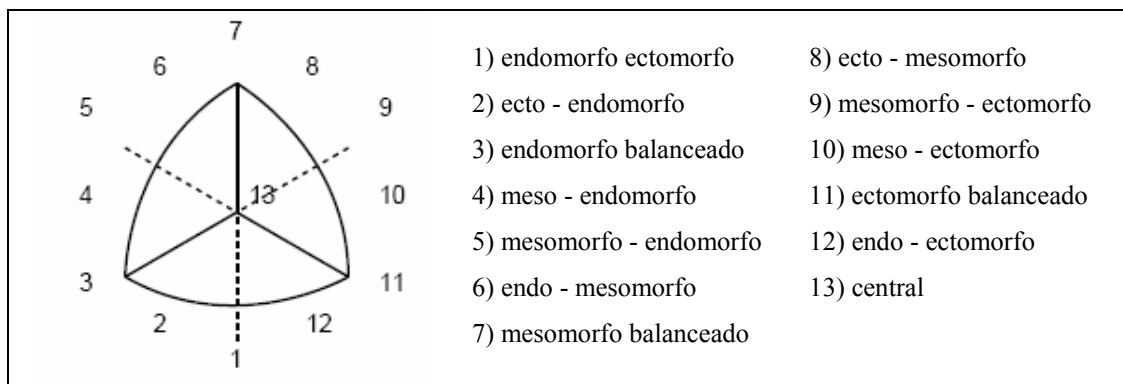 7
6
8
5
9
4
13
10
3
11
2
12
1
1) endomorfo ectomorfo
2) ecto - endomorfo
3) endomorfo balanceado
4) meso - endomorfo
5) mesomorfo - endomorfo
6) endo - mesomorfo
7) mesomorfo balanceado
8) ecto - mesomorfo
9) mesomorfo - ectomorfo
10) meso - ectomorfo
11) ectomorfo balanceado
12) endo - ectomorfo
13) central